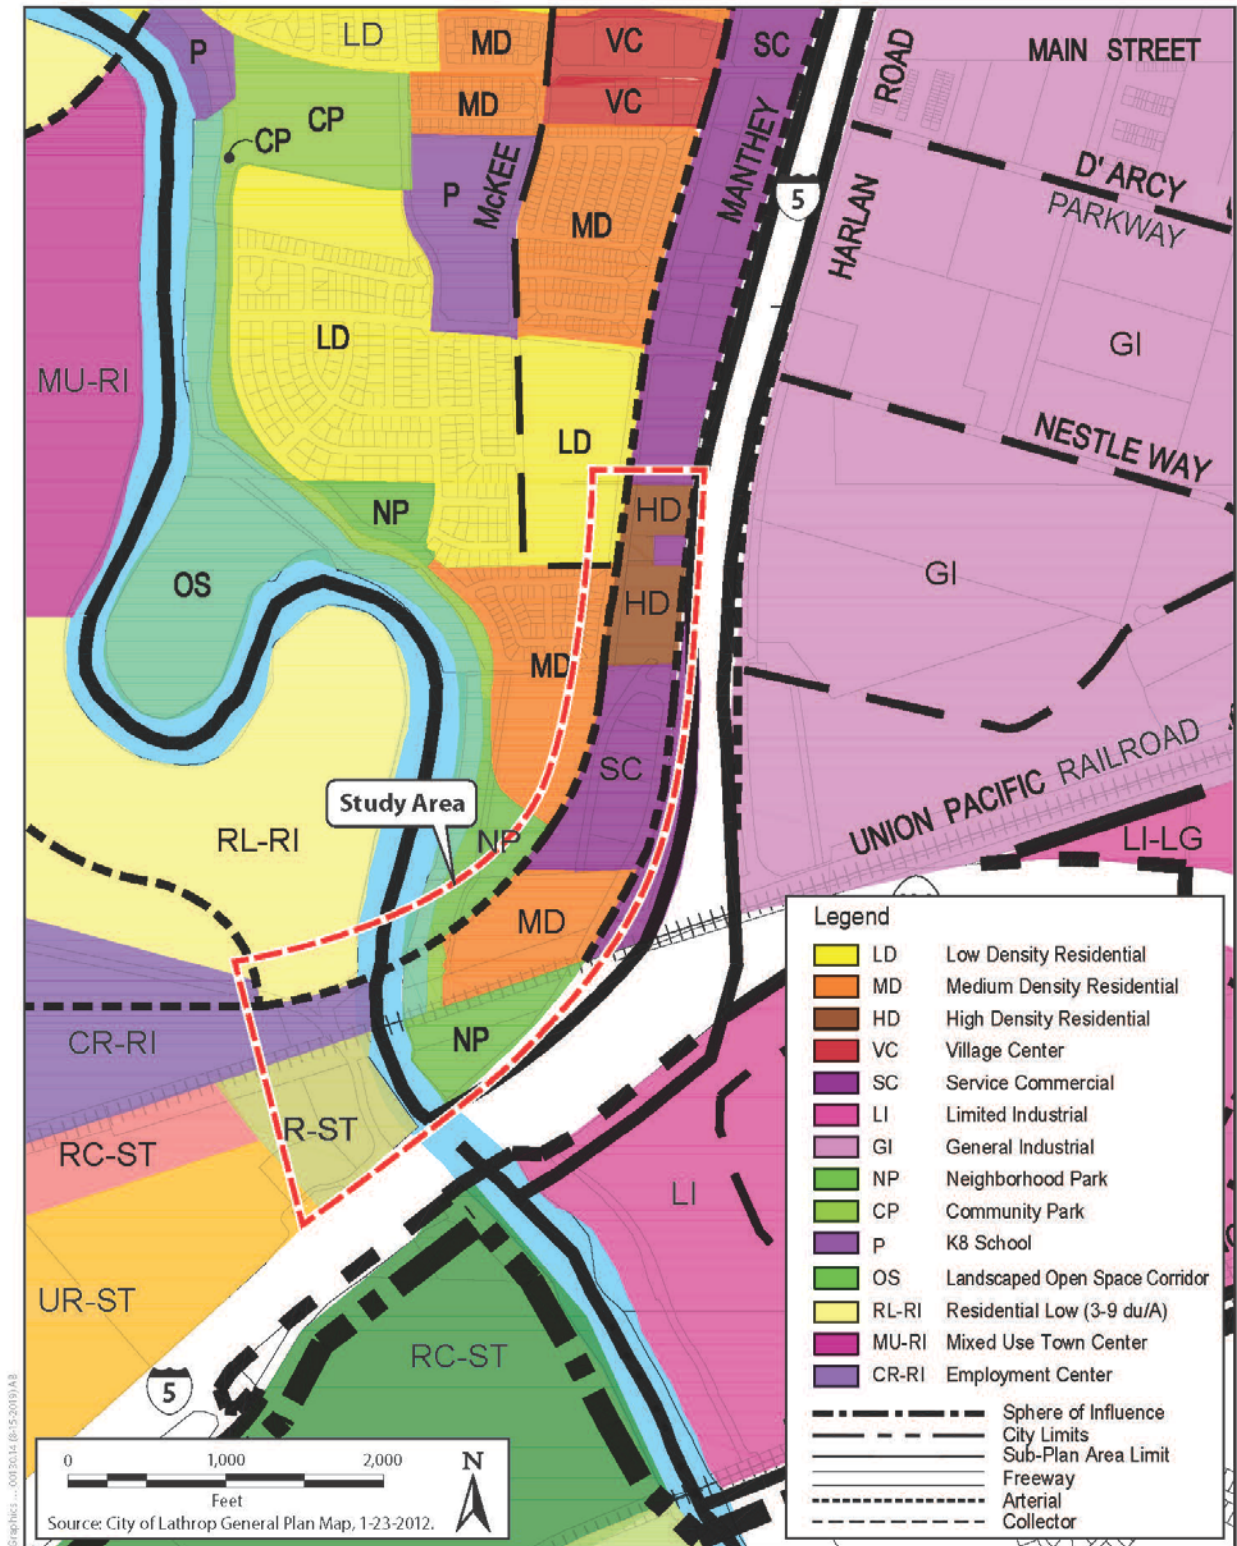 P
LD
MD
VC
SC
ROAD
MAIN STREET
MD
VC
CP
CP
MANTHEY
D' ARCY
PARKWAY
P
McKEE
5
MD
HARLAN
LD
GI
MU-RI
LD
NESTLE WAY
NP
HD
GI
OS
HD
MD
SC
UNION PACIFIC RAILROAD
Study Area
NP
RL-RI
LI-LG
MD
CR-RI
NP
R-ST
RC-ST
LI
UR-ST
RC-ST
5
Legend
LD Low Density Residential
MD Medium Density Residential
HD High Density Residential
VC Village Center
SC Service Commercial
LI Limited Industrial
GI General Industrial
NP Neighborhood Park
CP Community Park
P K8 School
OS Landscaped Open Space Corridor
RL-RI Residential Low (3-9 du/A)
MU-RI Mixed Use Town Center
CR-RI Employment Center
Sphere of Influence
City Limits
Sub-Plan Area Limit
Freeway
Arterial
Collector
0 1,000 2,000
Feet
N
Source: City of Lathrop General Plan Map, 1-23-2012.